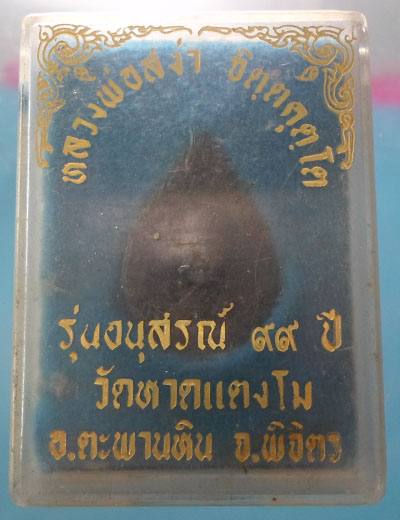 หลวงพ่อสง่า ธิตฺตคุตฺโต
รุ่นอนุสรณ์ ๙๙ ปี
วัดหาดแตงโม
อ.ตะพานหิน จ.พิจิตร